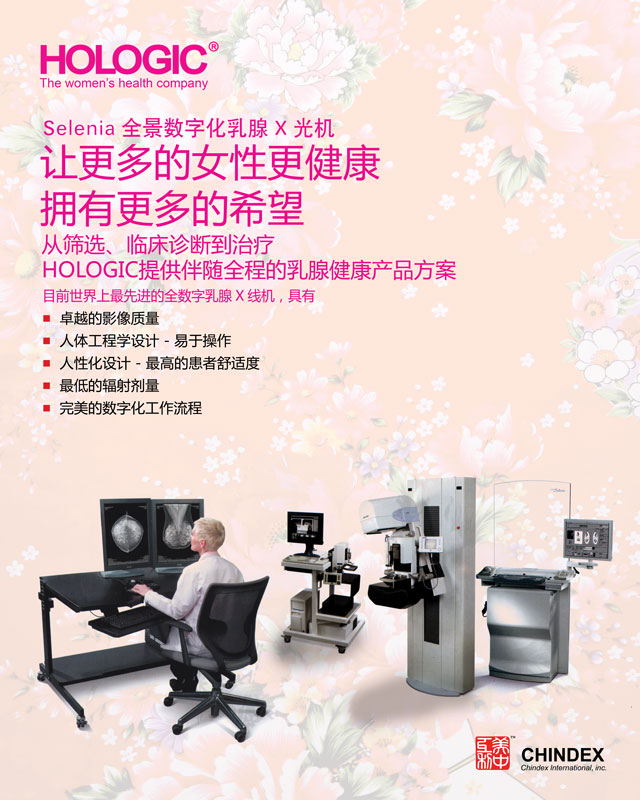 HOLOGIC®
The women's health company
Selenia 全景数字化乳腺 X 光机
让更多的女性更健康
拥有更多的希望
从筛选、临床诊断到治疗
HOLOGIC提供伴随全程的乳腺健康产品方案
目前世界上最先进的全数字乳腺 X 线机，具有
卓越的影像质量
人体工程学设计 - 易于操作
人性化设计 - 最高的患者舒适度
最低的辐射剂量
完美的数字化工作流程
美中互利™
CHINDEX
Chindex International, inc.